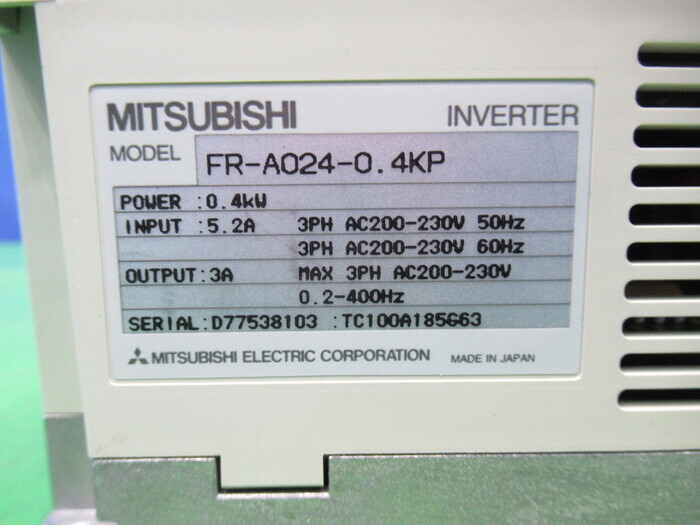 MITSUBISHI INVERTER
MODEL FR-A024-0.4KP
POWER :0.4kW
INPUT :5.2A 3PH AC200-230V 50Hz
3PH AC200-230V 60Hz
OUTPUT:3A MAX 3PH AC200-230V
0.2-400Hz
SERIAL:D77538103 :TC100A185G63
MITSUBISHI ELECTRIC CORPORATION MADE IN JAPAN